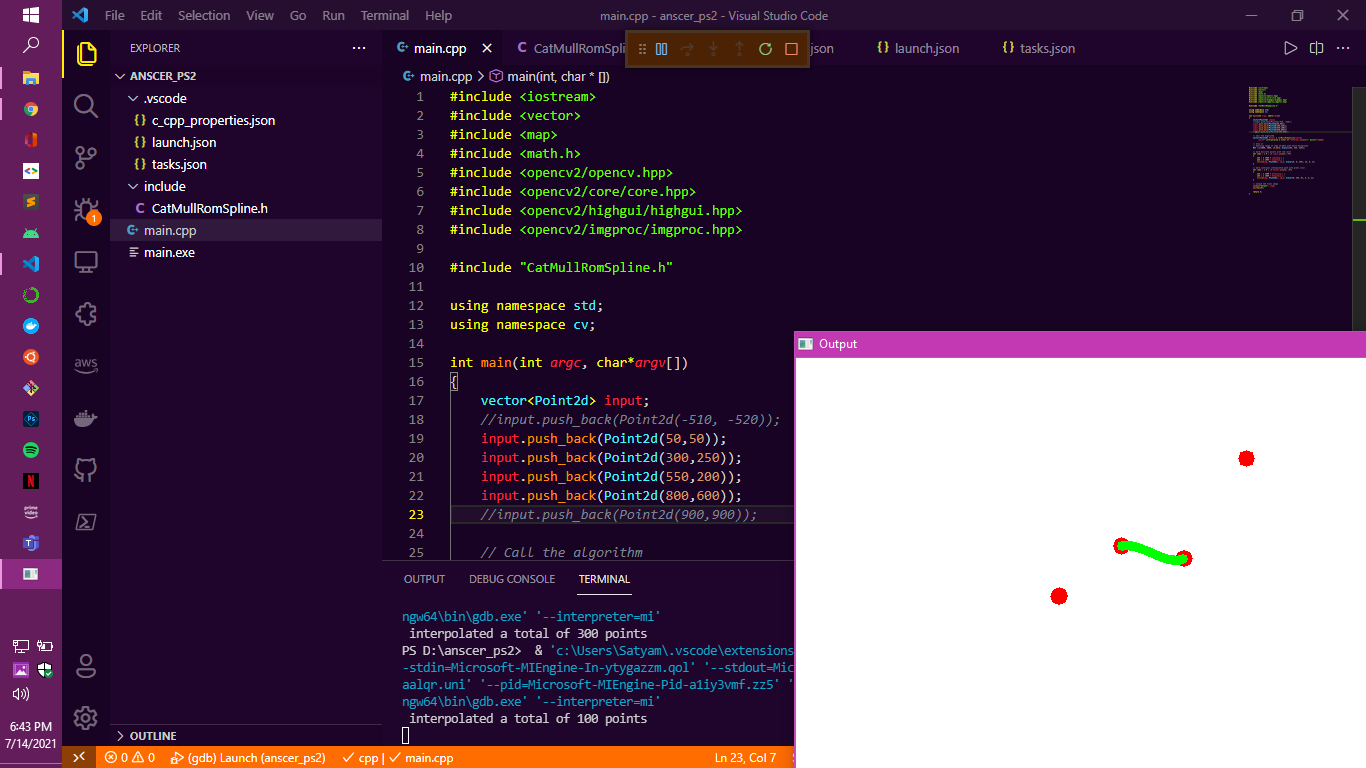 File Edit Selection View Go Run Terminal Help
main.cpp - anscer_ps2 - Visual Studio Code
EXPLORER
ANSCER_PS2
.vscode
c_cpp_properties.json
launch.json
tasks.json
include
CatMullRomSpline.h
main.cpp
main.exe
OUTLINE
main.cpp
CatMullRomSpli
json
launch.json
tasks.json
main.cpp > main(int, char * [])
1 #include <iostream>
2 #include <vector>
3 #include <map>
4 #include <math.h>
5 #include <opencv2/opencv.hpp>
6 #include <opencv2/core/core.hpp>
7 #include <opencv2/highgui/highgui.hpp>
8 #include <opencv2/imgproc/imgproc.hpp>
9
10 #include "CatMullRomSpline.h"
11
12 using namespace std;
13 using namespace cv;
14
15 int main(int argc, char*argv[])
16 {
17 vector<Point2d> input;
18 //input.push_back(Point2d(-510, -520));
19 input.push_back(Point2d(50,50));
20 input.push_back(Point2d(300,250));
21 input.push_back(Point2d(550,200));
22 input.push_back(Point2d(800,600));
23 //input.push_back(Point2d(900,900));
24
25 // Call the algorithm
Output
OUTPUT DEBUG CONSOLE TERMINAL
ngw64\bin\gdb.exe' '--interpreter=mi'
interpolated a total of 300 points
PS D:\anscer_ps2> & 'c:\Users\Satyam\.vscode\extensions
-stdin=Microsoft-MIEngine-In-ytygazzm.qol' '--stdout=Mic
aalqr.uni' '--pid=Microsoft-MIEngine-Pid-a1iy3vmf.zz5' '
ngw64\bin\gdb.exe' '--interpreter=mi'
interpolated a total of 100 points
aws
1
prime video
6:43 PM
7/14/2021
0 0 (gdb) Launch (anscer_ps2) cpp | main.cpp
Ln 23, Col 7